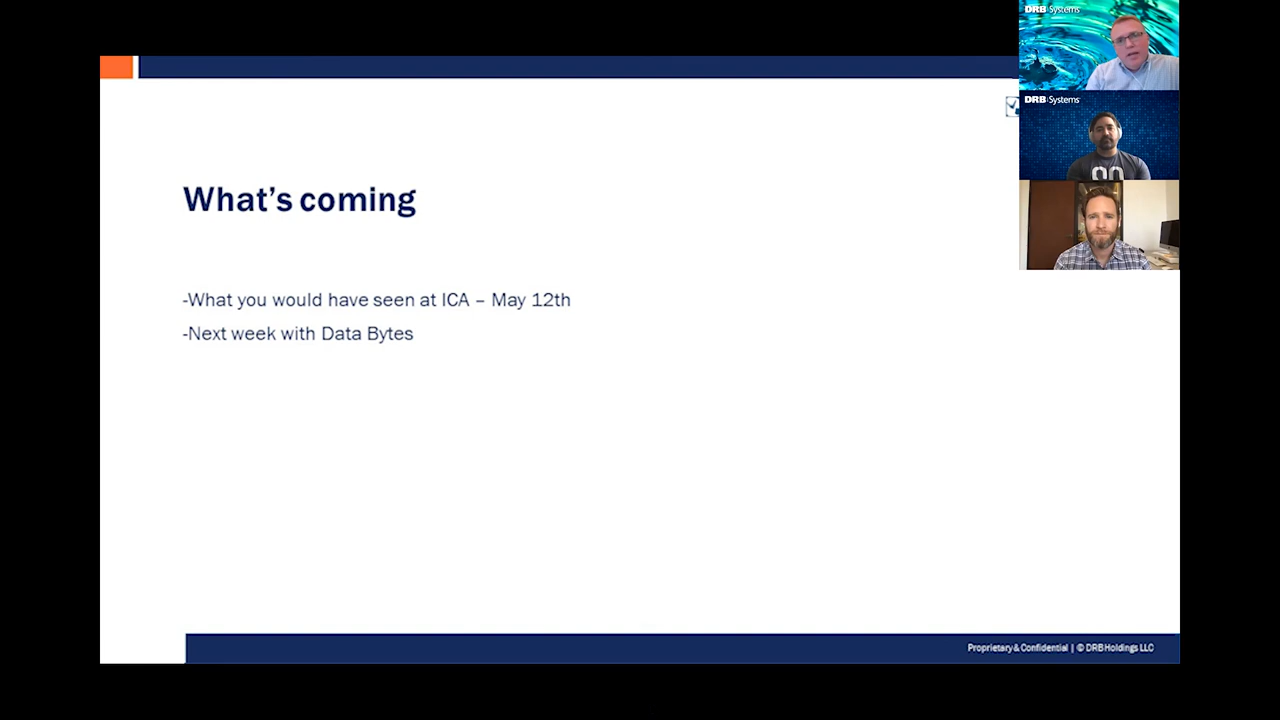 DRB Systems
DRB Systems
What's coming
-What you would have seen at ICA – May 12th
-Next week with Data Bytes
Proprietary & Confidential | © DRB Holdings LLC